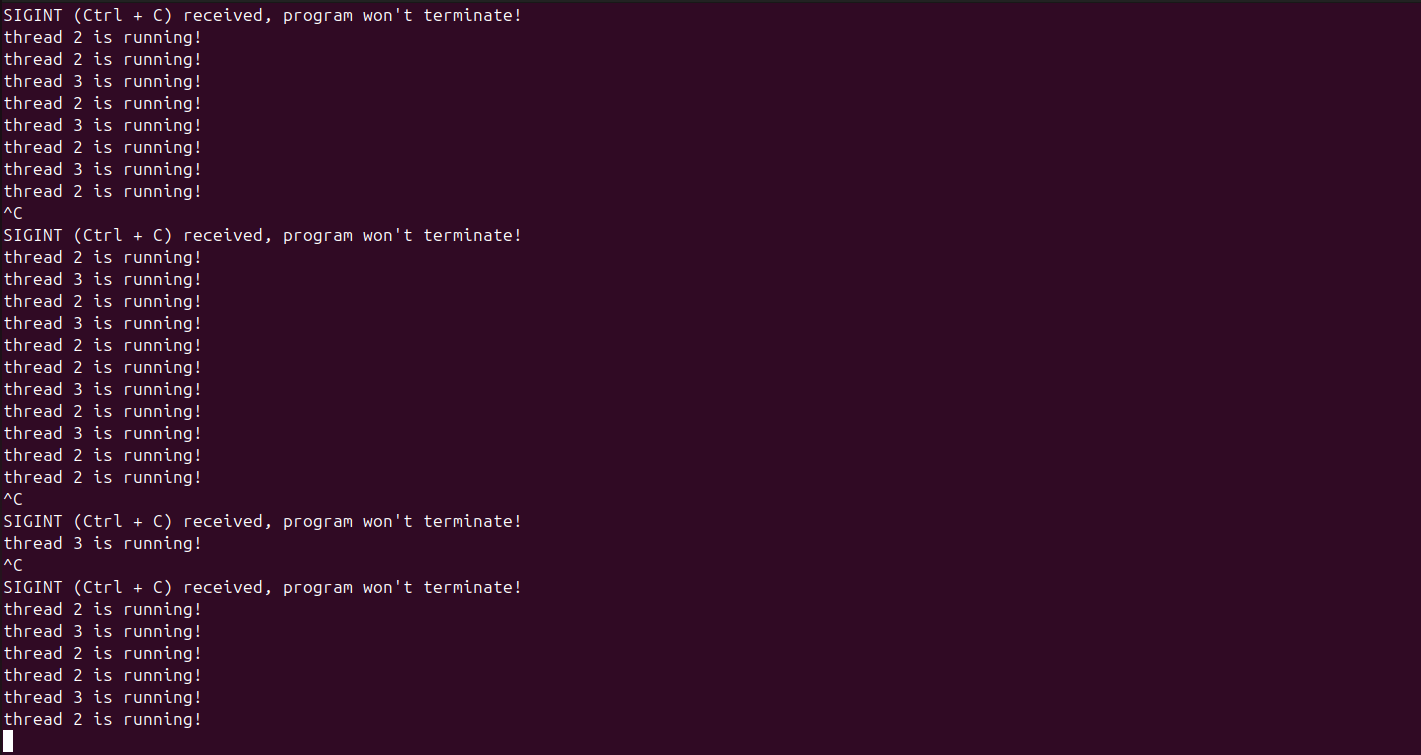 SIGINT (Ctrl + C) received, program won't terminate!
thread 2 is running!
thread 2 is running!
thread 3 is running!
thread 2 is running!
thread 3 is running!
thread 2 is running!
thread 3 is running!
thread 2 is running!
^C
SIGINT (Ctrl + C) received, program won't terminate!
thread 2 is running!
thread 3 is running!
thread 2 is running!
thread 3 is running!
thread 2 is running!
thread 2 is running!
thread 3 is running!
thread 2 is running!
thread 3 is running!
thread 2 is running!
thread 2 is running!
^C
SIGINT (Ctrl + C) received, program won't terminate!
thread 3 is running!
^C
SIGINT (Ctrl + C) received, program won't terminate!
thread 2 is running!
thread 3 is running!
thread 2 is running!
thread 2 is running!
thread 3 is running!
thread 2 is running!